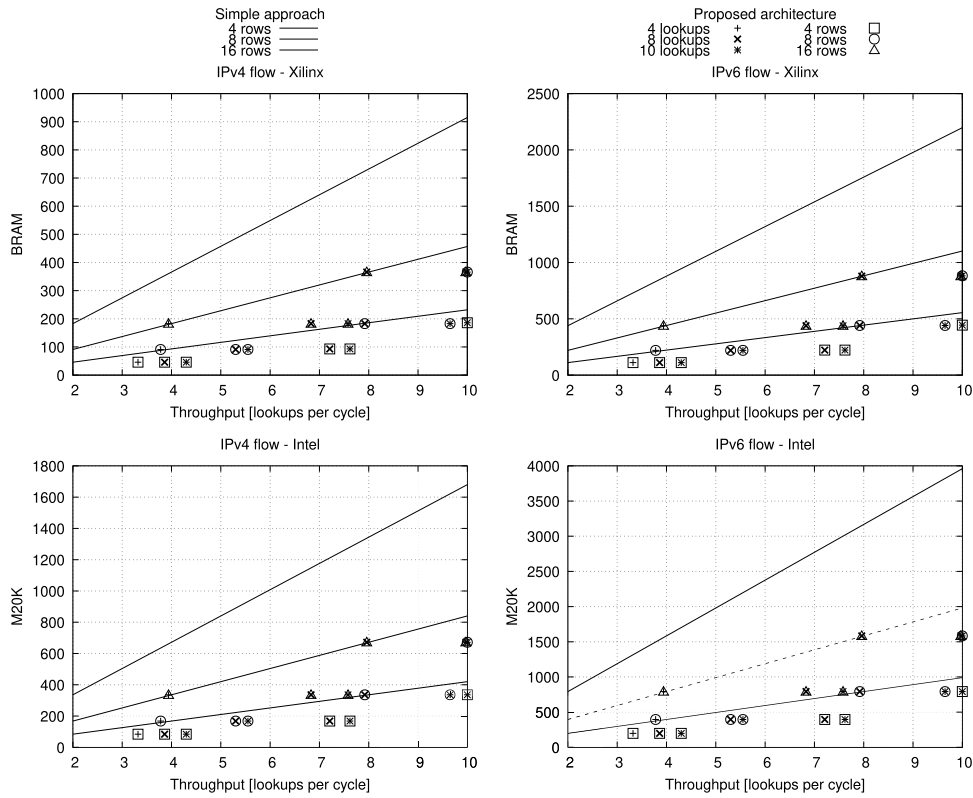 Simple approach
4 rows
8 rows
16 rows
Proposed architecture
4 lookups
8 lookups
10 lookups
4 rows
8 rows
16 rows
IPv4 flow - Xilinx
BRAM
1000
900
800
700
600
500
400
300
200
100
0
2 3 4 5 6 7 8 9 10
Throughput [lookups per cycle]
IPv6 flow - Xilinx
BRAM
2500
2000
1500
1000
500
0
2 3 4 5 6 7 8 9 10
Throughput [lookups per cycle]
IPv4 flow - Intel
M20K
1800
1600
1400
1200
1000
800
600
400
200
0
2 3 4 5 6 7 8 9 10
Throughput [lookups per cycle]
IPv6 flow - Intel
M20K
4000
3500
3000
2500
2000
1500
1000
500
0
2 3 4 5 6 7 8 9 10
Throughput [lookups per cycle]